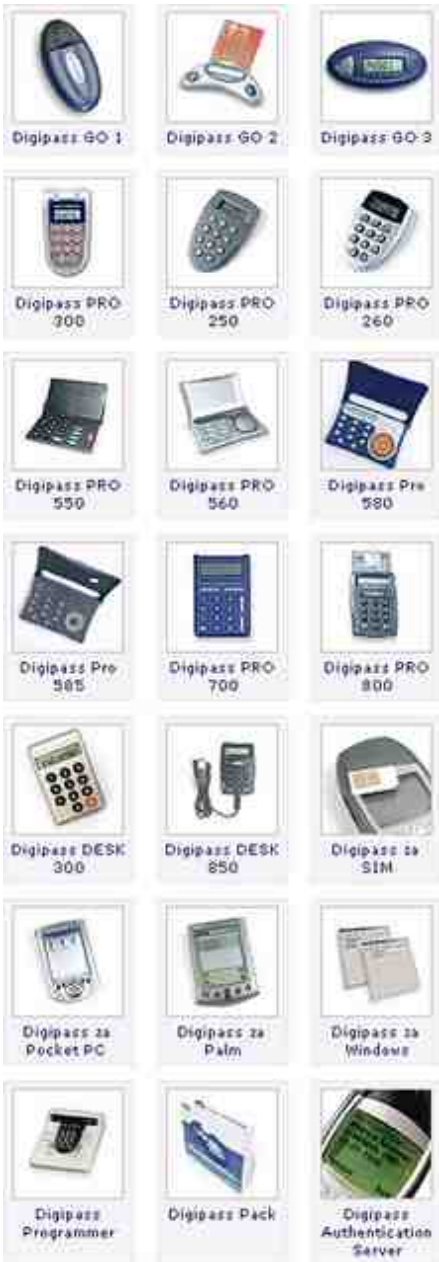 Digipass GO 1
Digipass GO 2
Digipass GO 3
Digipass PRO
300
Digipass PRO
250
Digipass PRO
260
Digipass PRO
550
Digipass PRO
560
Digipass Pro
580
Digipass Pro
585
Digipass PRO
700
Digipass PRO
800
Digipass DESK
300
Digipass DESK
850
Digipass za
SIM
Digipass za
Pocket PC
Digipass za
Palm
Digipass za
Windows
Digipass
Programmer
Digipass Pack
Digipass
Authentication
Server